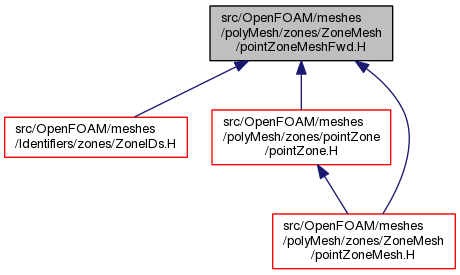 src/OpenFOAM/meshes
/polyMesh/zones/ZoneMesh
/pointZoneMeshFwd.H
src/OpenFOAM/meshes
/Identifiers/zones/ZoneIDs.H
src/OpenFOAM/meshes
/polyMesh/zones/pointZone
/pointZone.H
src/OpenFOAM/meshes
/polyMesh/zones/ZoneMesh
/pointZoneMesh.H